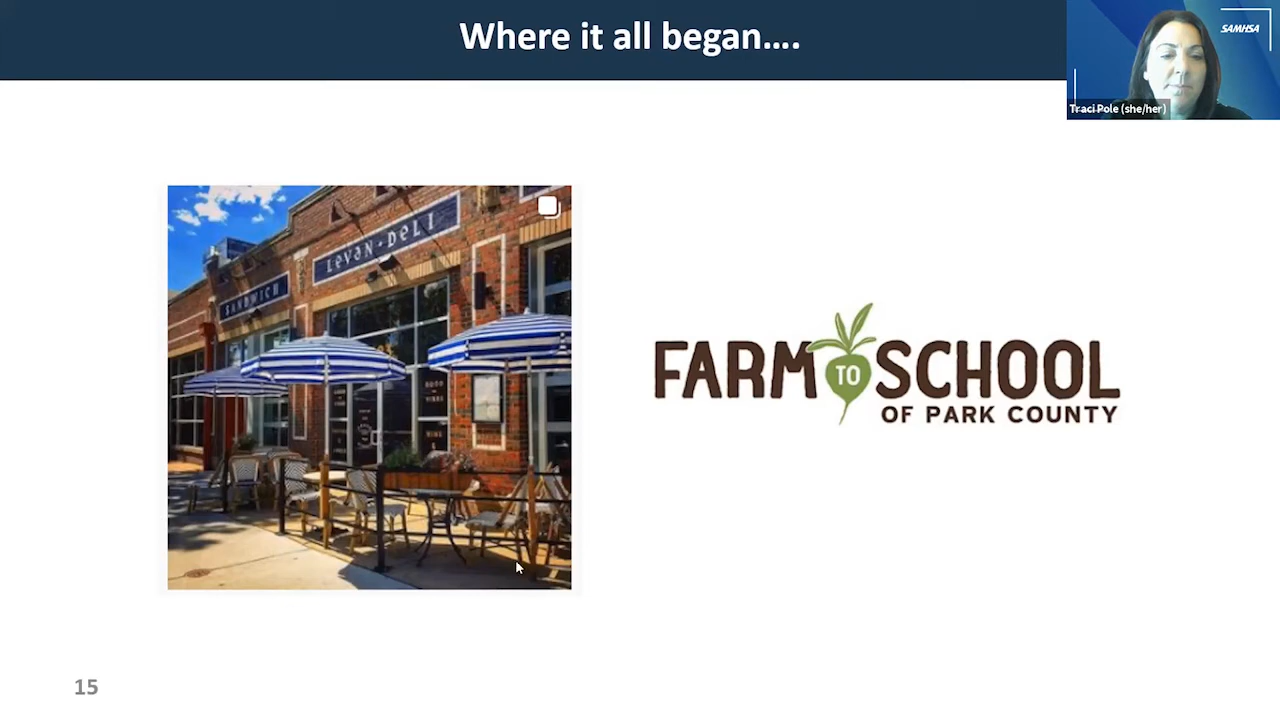 Where it all began....
SAMHSA
Traci Pole (she/her)
SANDWICH
LEVAN · DELI
FARM TO SCHOOL
OF PARK COUNTY
15